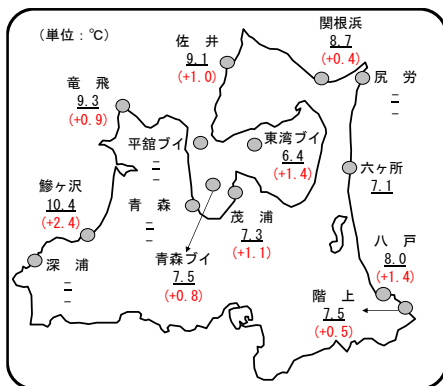 （単位：℃）
佐 井
9.1
(+1.0)
関根浜
8.7
(+0.4)
尻 労
－
－
竜 飛
9.3
(+0.9)
平舘ブイ
－
－
東湾ブイ
6.4
(+1.4)
六ヶ所
7.1
鰺ヶ沢
10.4
(+2.4)
青 森
－
－
茂 浦
7.3
(+1.1)
深 浦
－
－
青森ブイ
7.5
(+0.8)
八 戸
8.0
(+1.4)
階 上
7.5
(+0.5)